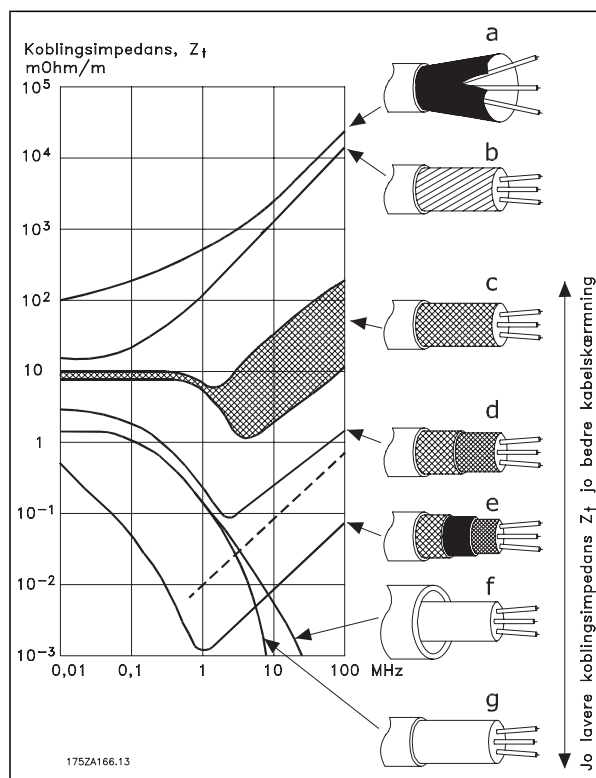 Koblingsimpedans, Zt
mOhm/m
10⁵
10⁴
10³
10²
10
1
10⁻¹
10⁻²
10⁻³
0,01 0,1 1 10 100 MHz
a
b
c
d
e
f
g
Jo lavere koblingsimpedans Zt jo bedre kabelskærmning
175ZA166.13